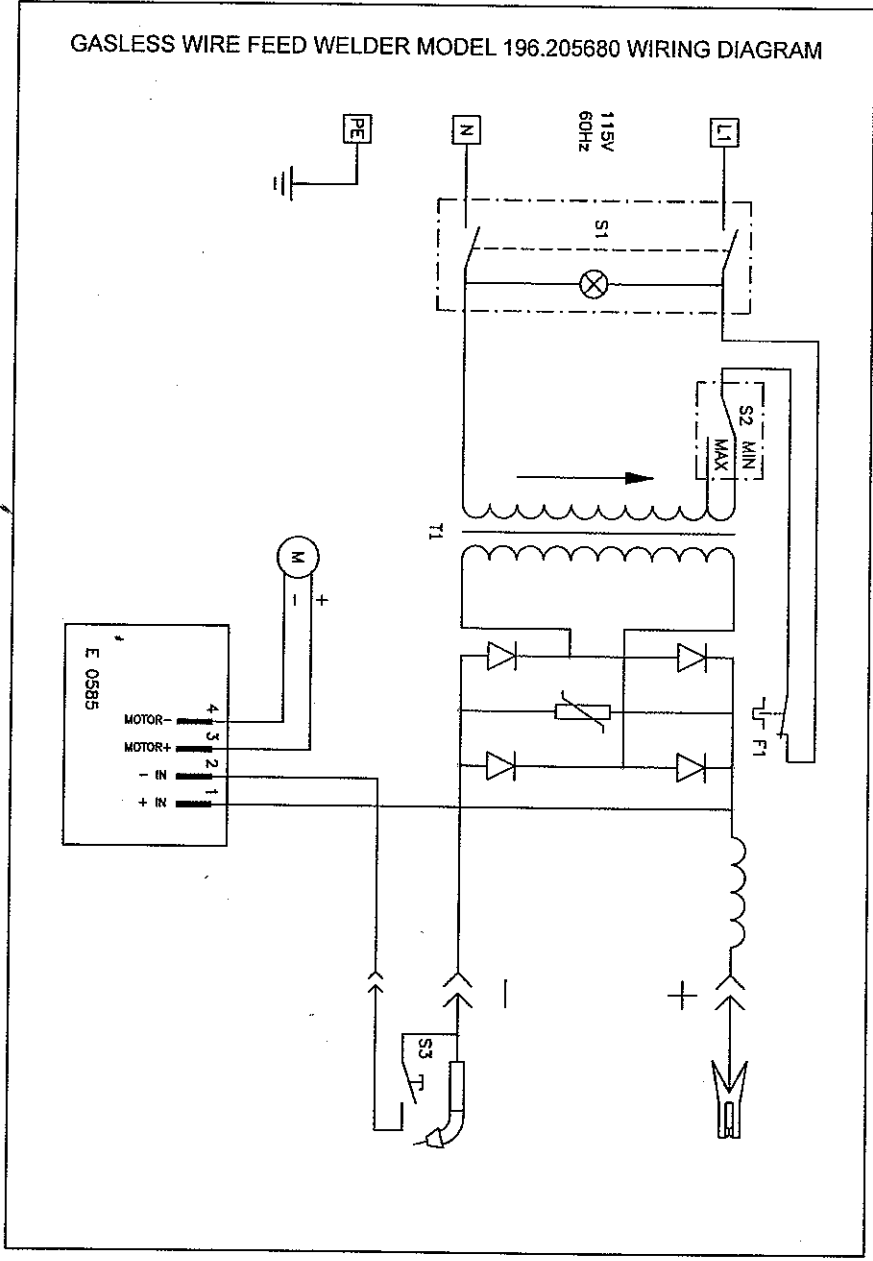 GASLESS WIRE FEED WELDER MODEL 196.205680 WIRING DIAGRAM
PE
N
115V
60Hz
L1
S1
S2
MIN
MAX
T1
M
-
+
F1
E 0585
4
MOTOR-
3
MOTOR+
2
- IN
1
+ IN
-
+
S3